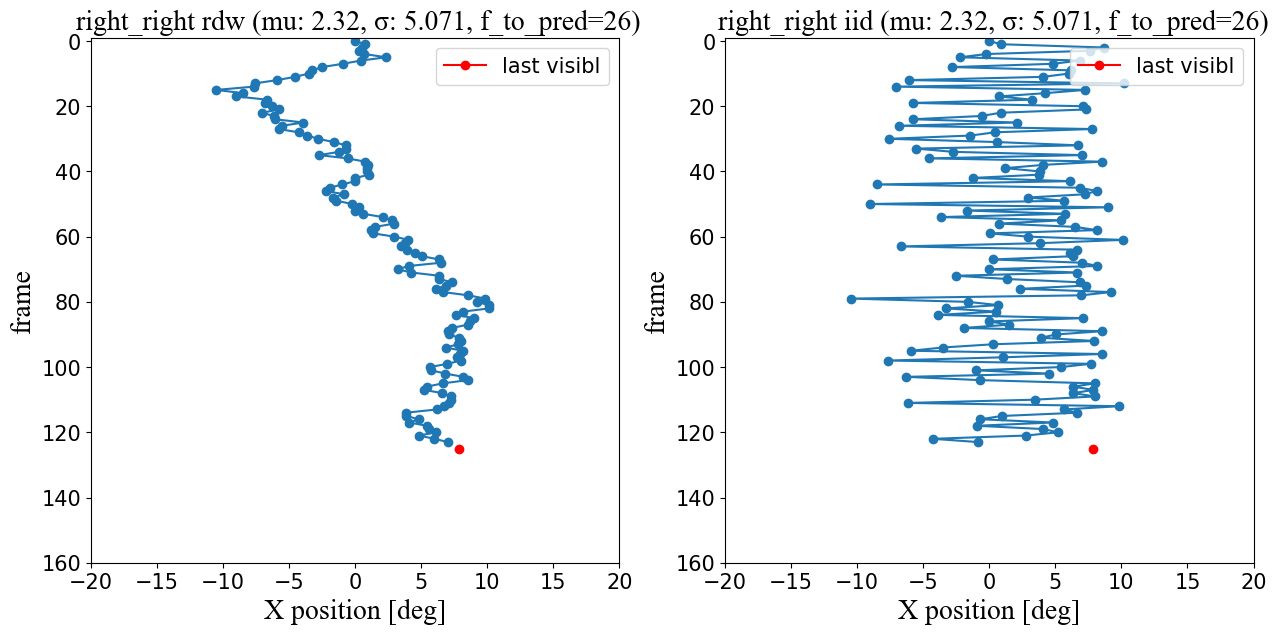 right_right rdw (mu: 2.32, σ: 5.071, f_to_pred=26)
last visibl
0
20
40
60
80
100
120
140
160
frame
−20 −15 −10 −5 0 5 10 15 20
X position [deg]
right_right iid (mu: 2.32, σ: 5.071, f_to_pred=26)
last visibl
0
20
40
60
80
100
120
140
160
frame
−20 −15 −10 −5 0 5 10 15 20
X position [deg]